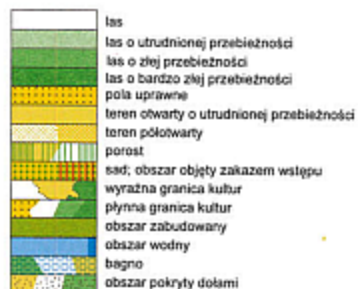 las
las o utrudnionej przebieżności
las o złej przebieżności
las o bardzo złej przebieżności
pola uprawne
teren otwarty o utrudnionej przebieżności
teren półotwarty
porost
sad; obszar objęty zakazem wstępu
wyraźna granica kultur
płynna granica kultur
obszar zabudowany
obszar wodny
bagno
obszar pokryty dołami